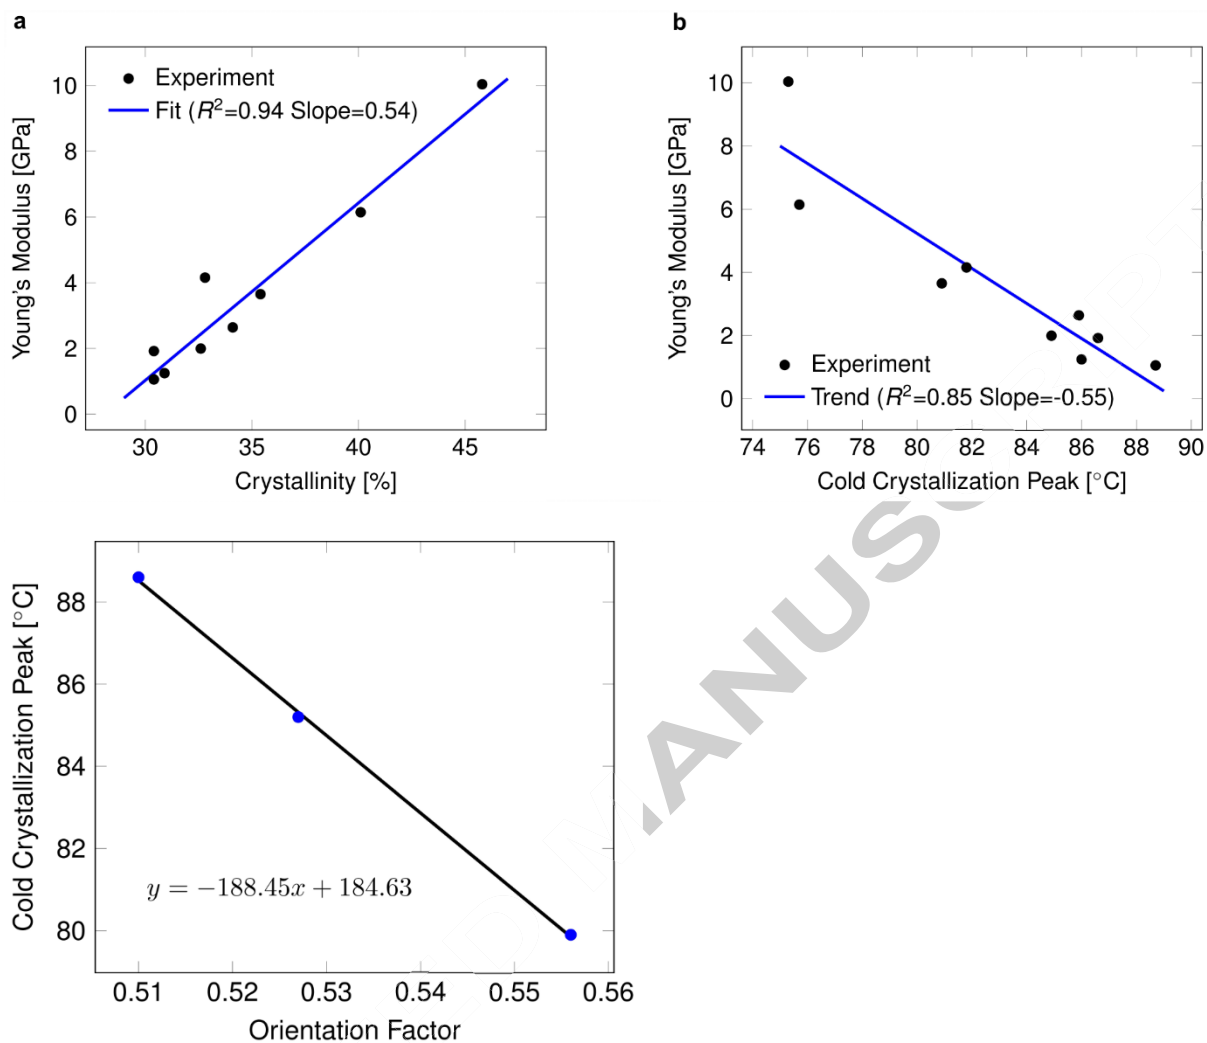 a
10
8
6
4
2
0
Young's Modulus [GPa]
Experiment
Fit (R²=0.94 Slope=0.54)
30 35 40 45
Crystallinity [%]
b
10
8
6
4
2
0
Young's Modulus [GPa]
Experiment
Trend (R²=0.85 Slope=-0.55)
74 76 78 80 82 84 86 88 90
Cold Crystallization Peak [°C]
88
86
84
82
80
Cold Crystallization Peak [°C]
y = −188.45x + 184.63
0.51 0.52 0.53 0.54 0.55 0.56
Orientation Factor